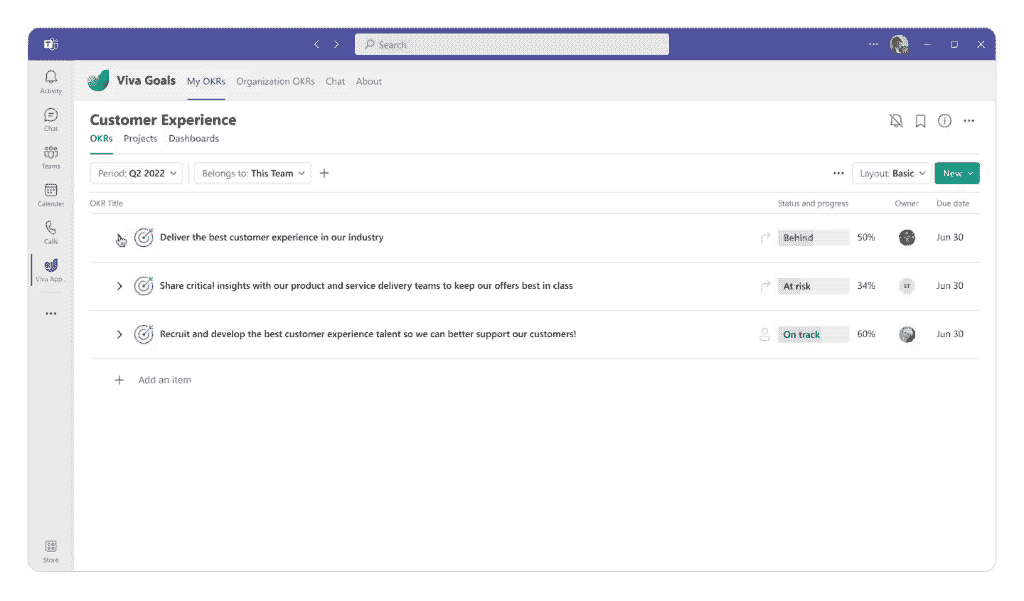 Search
Activity
Chat
Teams
Calendar
Calls
Viva App...
Store
Viva Goals My OKRs Organization OKRs Chat About
Customer Experience
OKRs Projects Dashboards
Period: Q2 2022 Belongs to: This Team Layout: Basic New
OKR Title Status and progress Owner Due date
Deliver the best customer experience in our industry Behind 50% Jun 30
Share critical insights with our product and service delivery teams to keep our offers best in class At risk 34% Jun 30
Recruit and develop the best customer experience talent so we can better support our customers! On track 60% Jun 30
Add an item